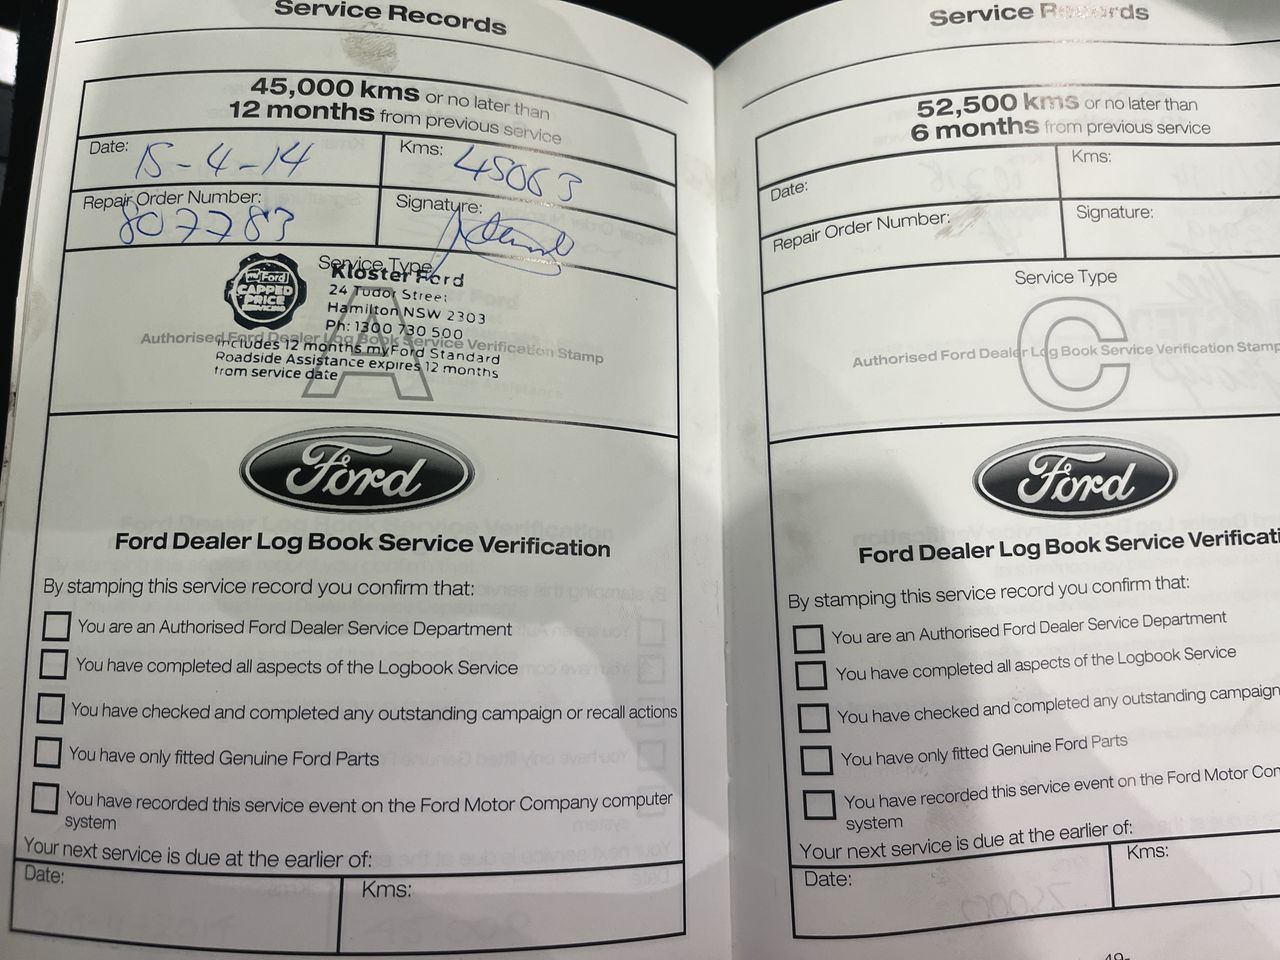 Service Records
45,000 kms or no later than
12 months from previous service
Date: 15-4-14
Kms: 45063
Repair Order Number:
807783
Signature:
Service Type
A
Authorised Ford Dealer Log Book Service Verification Stamp
my Ford
CAPPED
PRICE
SERVICING
Kloster Ford
24 Tudor Street
Hamilton NSW 2303
Ph: 1300 730 500
Includes 12 months myFord Standard
Roadside Assistance expires 12 months
from service date
Ford
Ford Dealer Log Book Service Verification
By stamping this service record you confirm that:
You are an Authorised Ford Dealer Service Department
You have completed all aspects of the Logbook Service
You have checked and completed any outstanding campaign or recall actions
You have only fitted Genuine Ford Parts
You have recorded this service event on the Ford Motor Company computer
system
Your next service is due at the earlier of:
Date:
Kms:
Service Records
52,500 kms or no later than
6 months from previous service
Date:
Kms:
Repair Order Number:
Signature:
Service Type
C
Authorised Ford Dealer Log Book Service Verification Stamp
Ford
Ford Dealer Log Book Service Verificati
By stamping this service record you confirm that:
You are an Authorised Ford Dealer Service Department
You have completed all aspects of the Logbook Service
You have checked and completed any outstanding campaign
You have only fitted Genuine Ford Parts
You have recorded this service event on the Ford Motor Co
system
Your next service is due at the earlier of:
Date:
Kms: